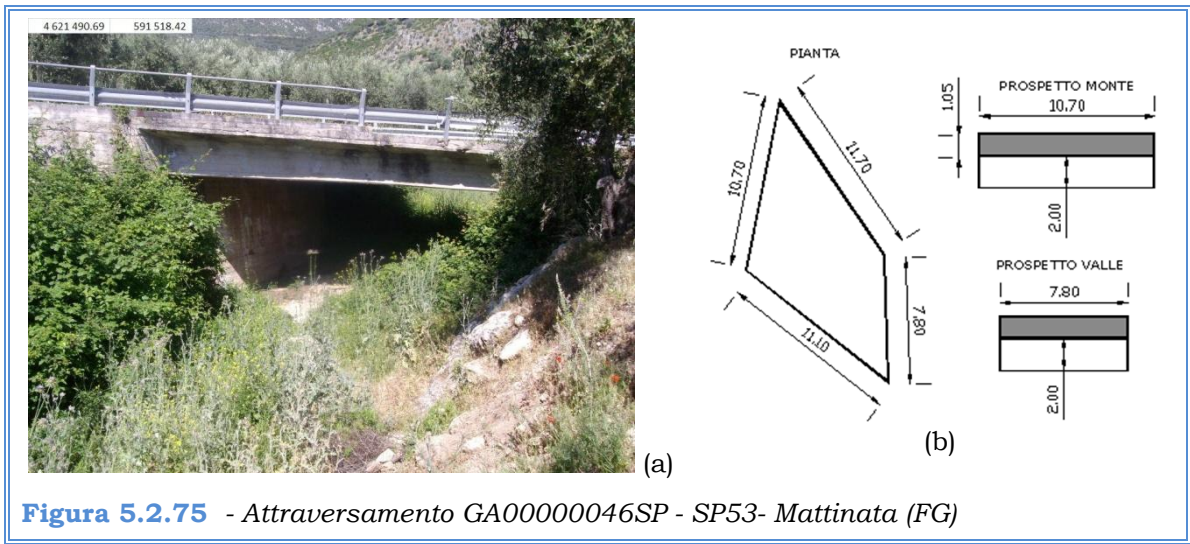 4 621 490.69 591 518.42
PIANTA
10.70
11.70
11.10
7.80
PROSPETTO MONTE
10.70
1.05
2.00
PROSPETTO VALLE
7.80
2.00
(a)
(b)
Figura 5.2.75 - Attraversamento GA00000046SP - SP53- Mattinata (FG)